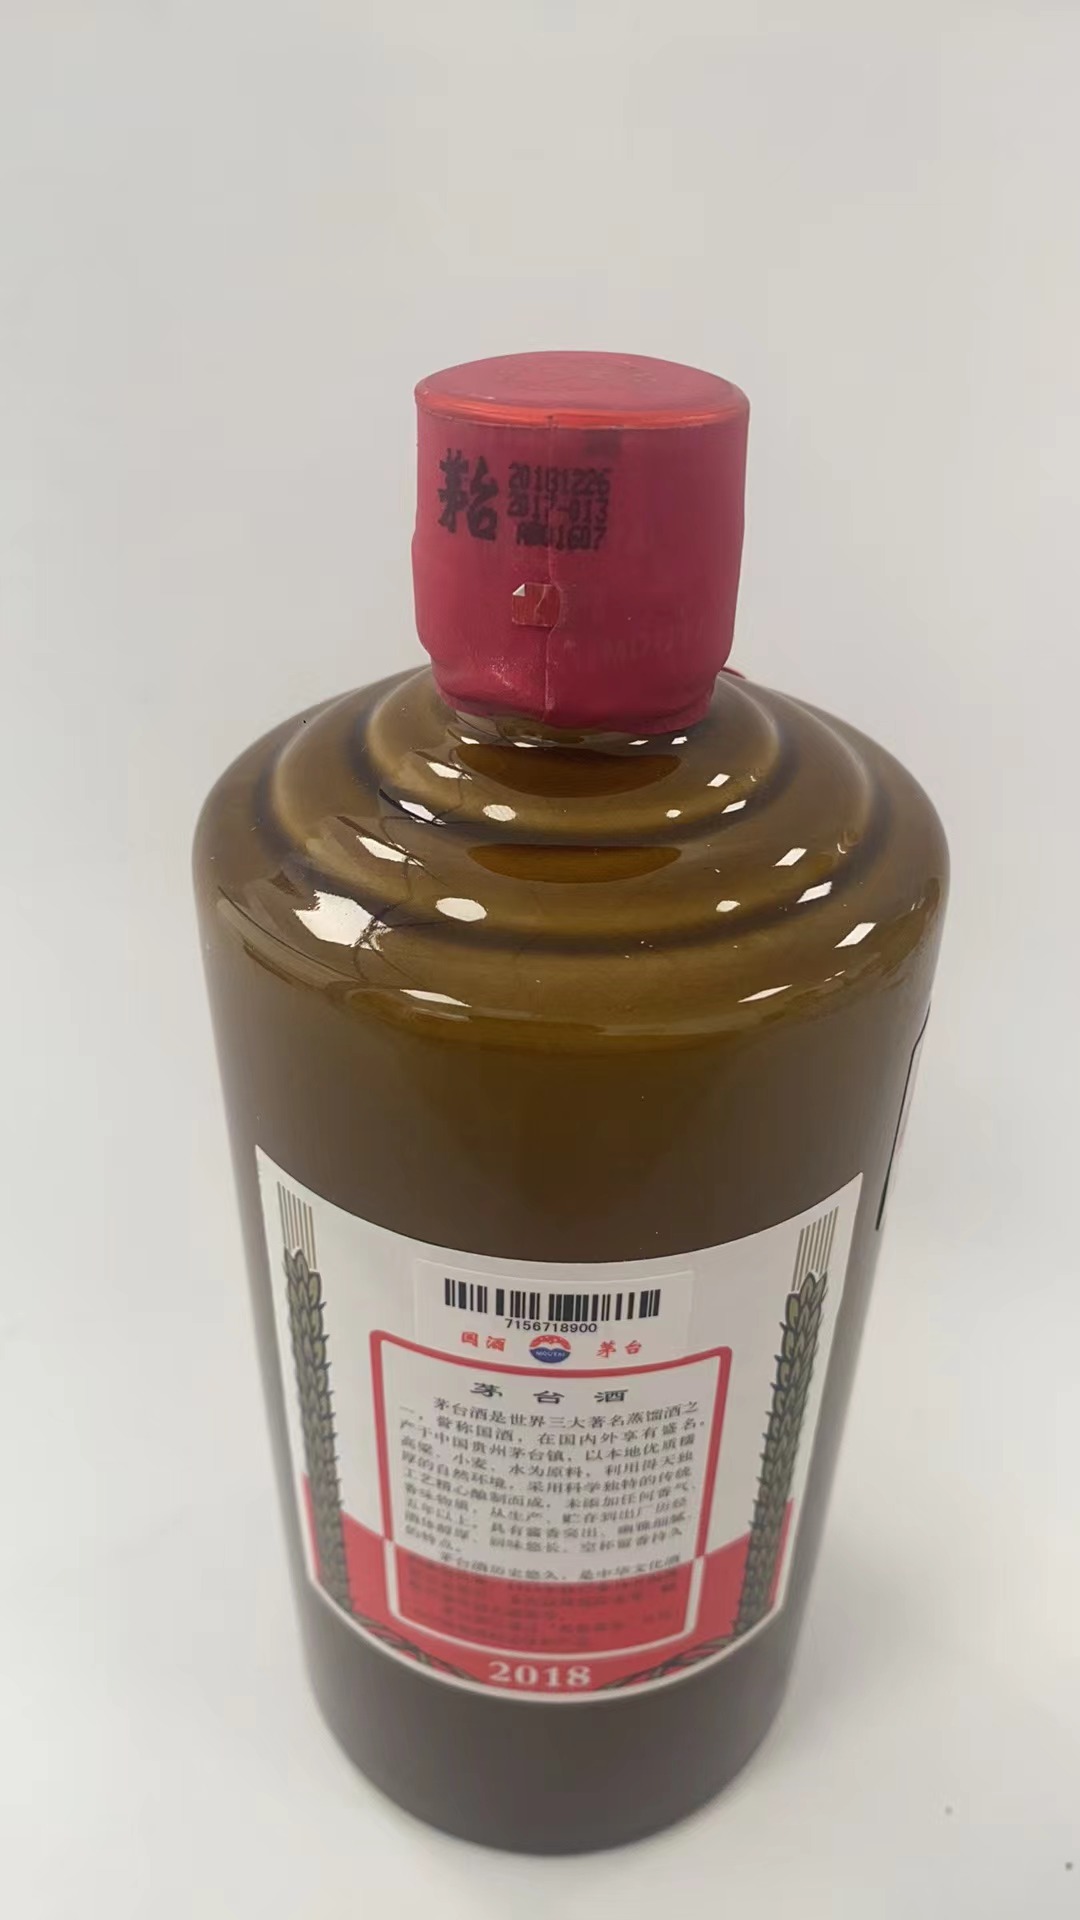 茅台
20181226
2017-013
7156718900
国酒
MOUTAI
茅台
茅台酒
茅台酒是世界三大著名蒸馏酒之
一，誉称国酒，在国内外享有盛名，
产于中国贵州茅台镇，以本地优质糯
高粱、小麦、水为原料，利用得天独
厚的自然环境，采用科学独特的传统
工艺精心酿制而成，未添加任何香气、
香味物质，从生产、贮存到出厂历经
五年以上，具有酱香突出、幽雅细腻、
酒体醇厚、回味悠长、空杯留香持久
的特点。
茅台酒历史悠久，是中华文化酒
2018